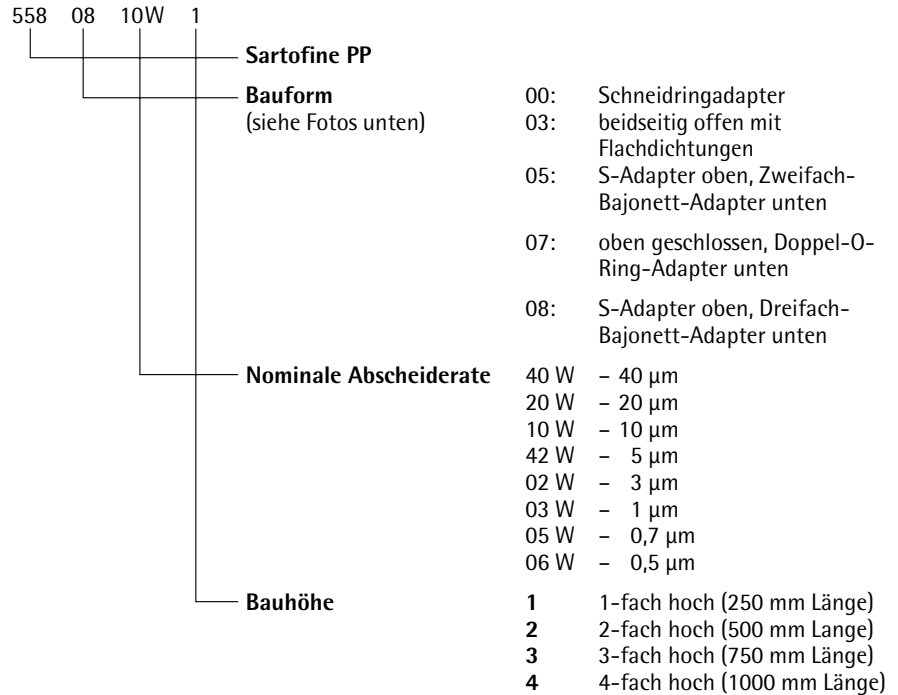 558 08 10W 1
Sartofine PP
Bauform 00: Schneidringadapter
(siehe Fotos unten) 03: beidseitig offen mit
Flachdichtungen
05: S-Adapter oben, Zweifach-
Bajonett-Adapter unten
07: oben geschlossen, Doppel-O-
Ring-Adapter unten
08: S-Adapter oben, Dreifach-
Bajonett-Adapter unten
Nominale Abscheiderate 40 W – 40 µm
20 W – 20 µm
10 W – 10 µm
42 W – 5 µm
02 W – 3 µm
03 W – 1 µm
05 W – 0,7 µm
06 W – 0,5 µm
Bauhöhe 1 1-fach hoch (250 mm Länge)
2 2-fach hoch (500 mm Lange)
3 3-fach hoch (750 mm Länge)
4 4-fach hoch (1000 mm Länge)